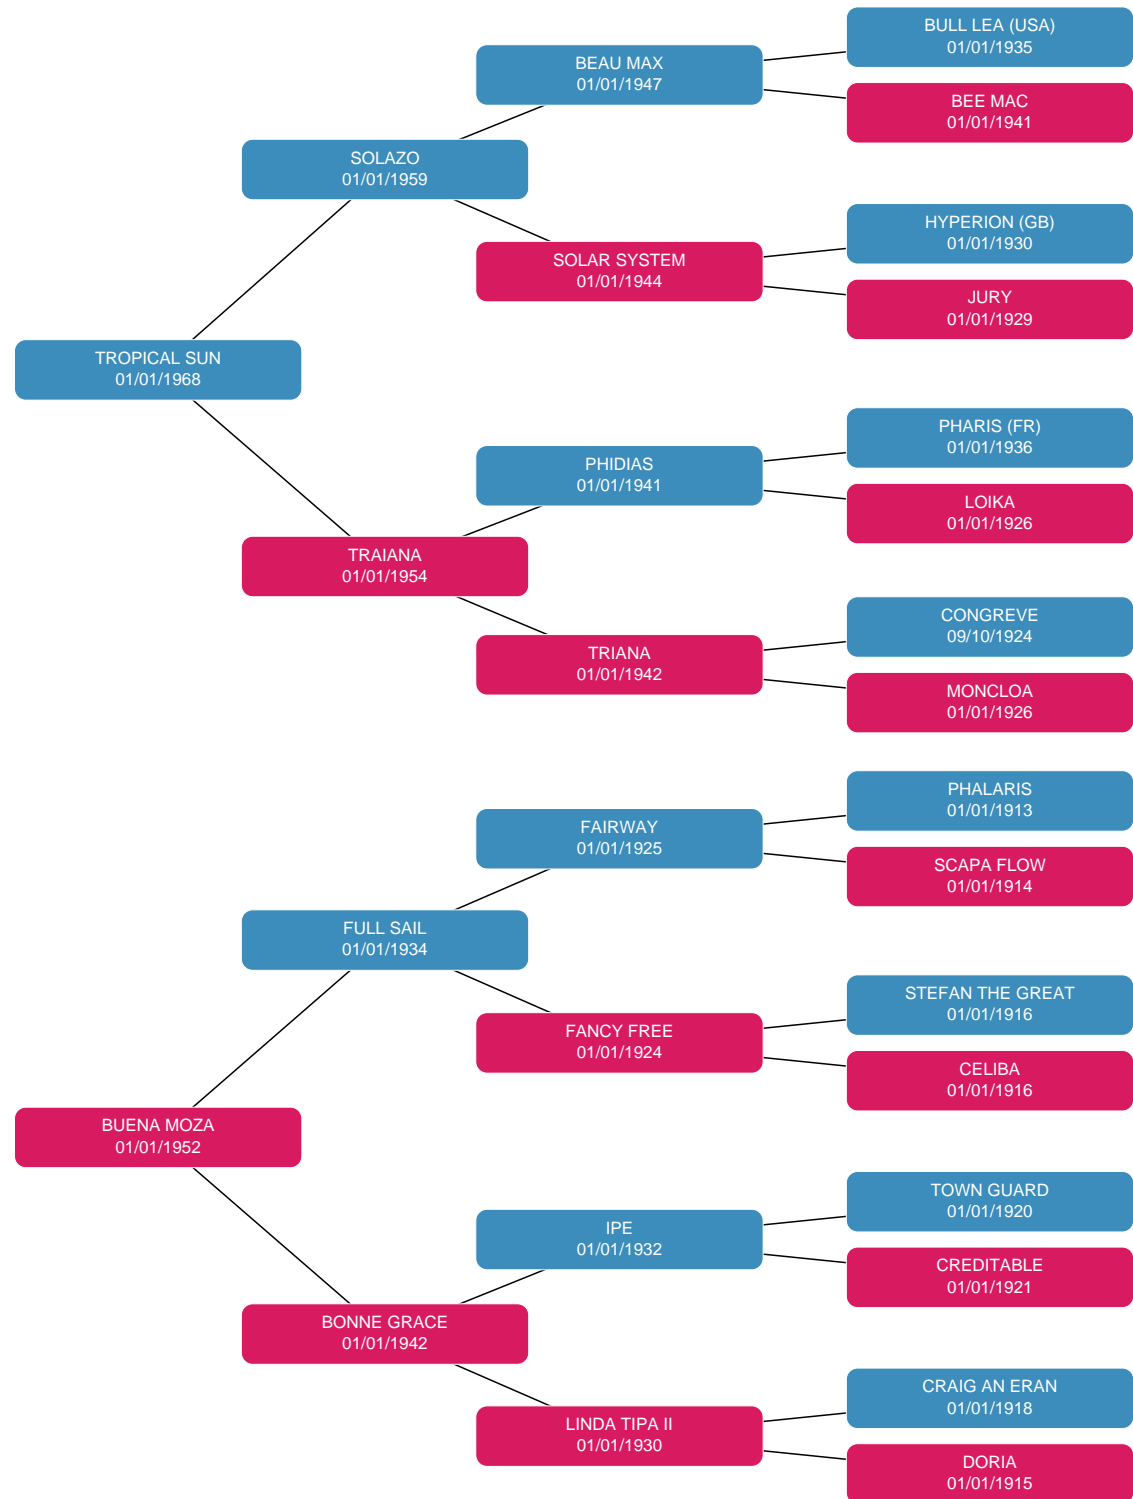 BULL LEA (USA)
01/01/1935
BEAU MAX
01/01/1947
BEE MAC
01/01/1941
SOLAZO
01/01/1959
HYPERION (GB)
01/01/1930
SOLAR SYSTEM
01/01/1944
JURY
01/01/1929
TROPICAL SUN
01/01/1968
PHARIS (FR)
01/01/1936
PHIDIAS
01/01/1941
LOIKA
01/01/1926
TRAIANA
01/01/1954
CONGREVE
09/10/1924
TRIANA
01/01/1942
MONCLOA
01/01/1926
PHALARIS
01/01/1913
FAIRWAY
01/01/1925
SCAPA FLOW
01/01/1914
FULL SAIL
01/01/1934
STEFAN THE GREAT
01/01/1916
FANCY FREE
01/01/1924
CELIBA
01/01/1916
BUENA MOZA
01/01/1952
TOWN GUARD
01/01/1920
IPE
01/01/1932
CREDITABLE
01/01/1921
BONNE GRACE
01/01/1942
CRAIG AN ERAN
01/01/1918
LINDA TIPA II
01/01/1930
DORIA
01/01/1915